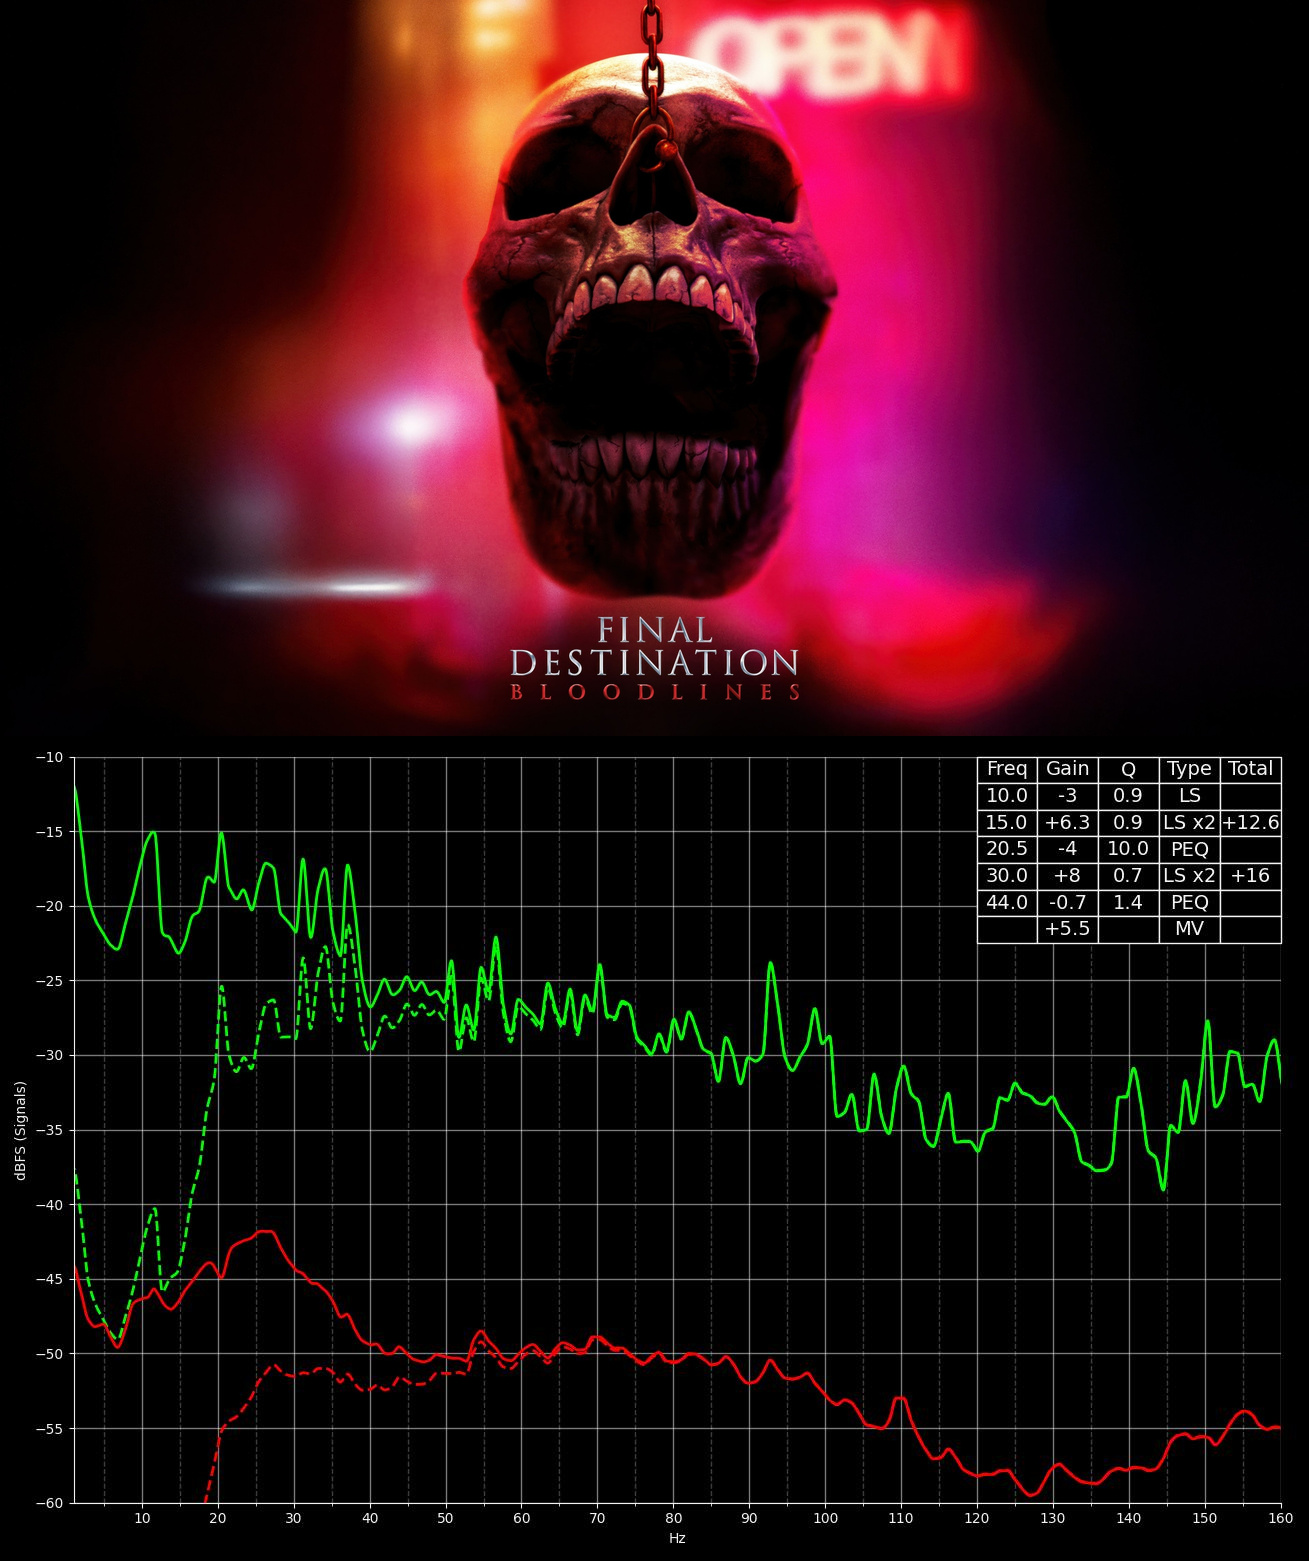 OPEN
FINAL
DESTINATION
BLOODLINES
Freq Gain Q Type Total
10.0 -3 0.9 LS
15.0 +6.3 0.9 LS x2 +12.6
20.5 -4 10.0 PEQ
30.0 +8 0.7 LS x2 +16
44.0 -0.7 1.4 PEQ
+5.5 MV
−10
−15
−20
−25
−30
−35
−40
−45
−50
−55
−60
dBFS (Signals)
10 20 30 40 50 60 70 80 90 100 110 120 130 140 150 160
Hz